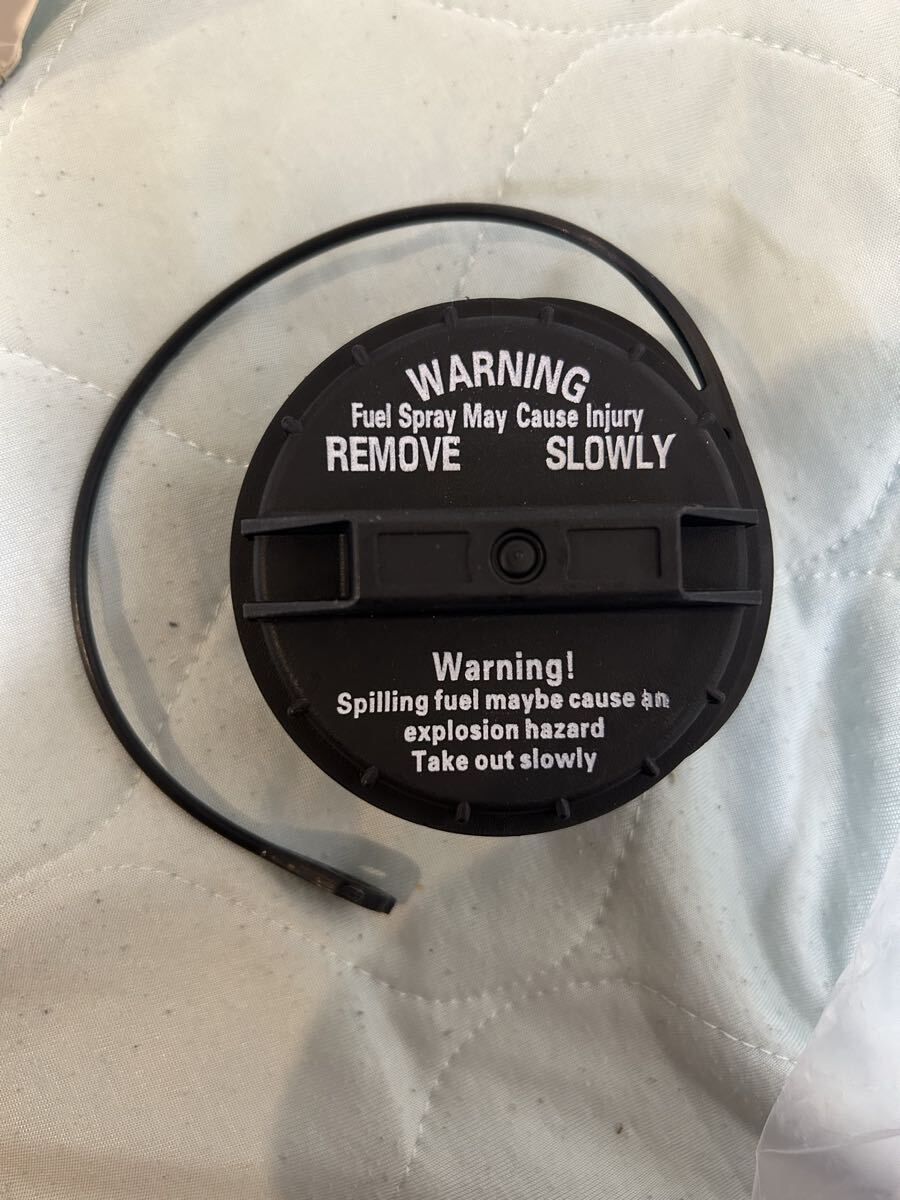 WARNING
Fuel Spray May Cause Injury
REMOVE SLOWLY
Warning!
Spilling fuel maybe cause an
explosion hazard
Take out slowly